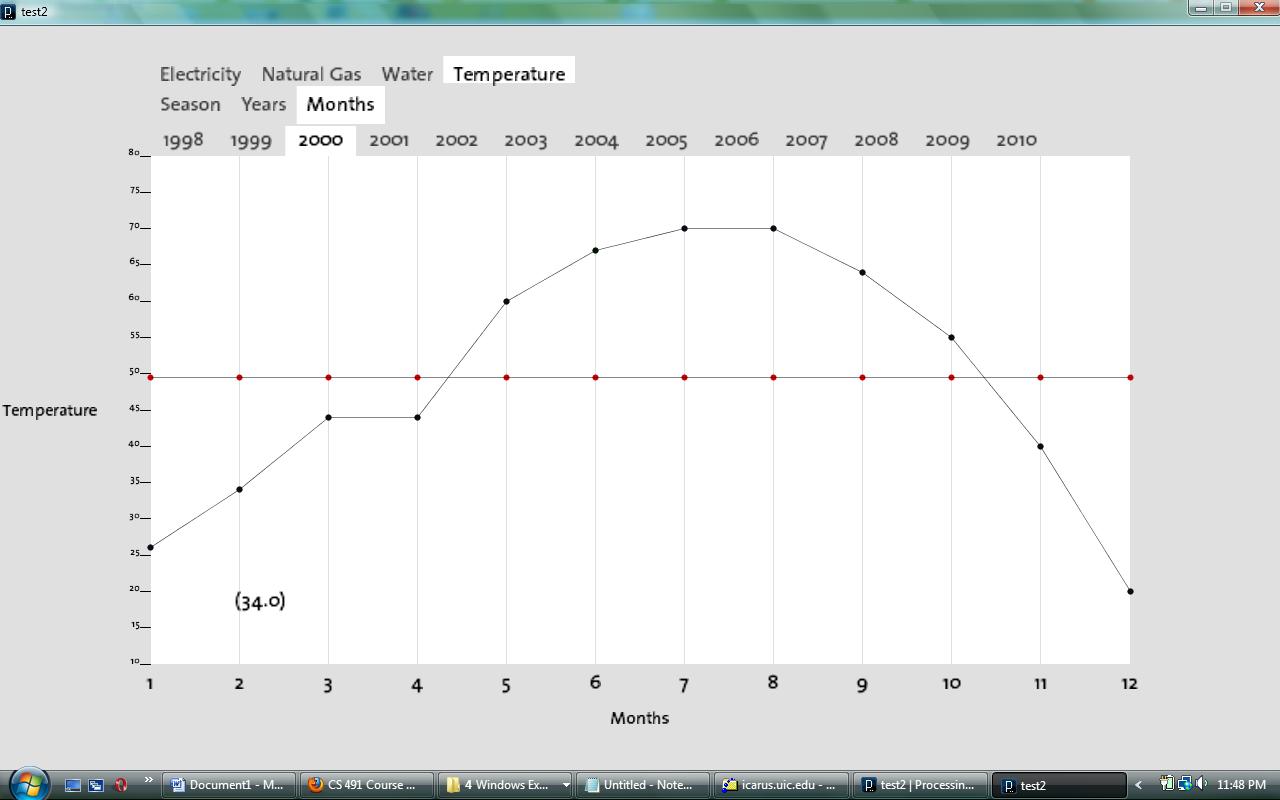 test2
Electricity Natural Gas Water Temperature
Season Years Months
1998 1999 2000 2001 2002 2003 2004 2005 2006 2007 2008 2009 2010
80
75
70
65
60
55
50
45
Temperature
40
35
30
25
20
(34.0)
15
10
1 2 3 4 5 6 7 8 9 10 11 12
Months
» Document1 - M... CS 491 Course ... 4 Windows Ex... Untitled - Note... icarus.uic.edu - ... test2 | Processin... test2 < 11:48 PM